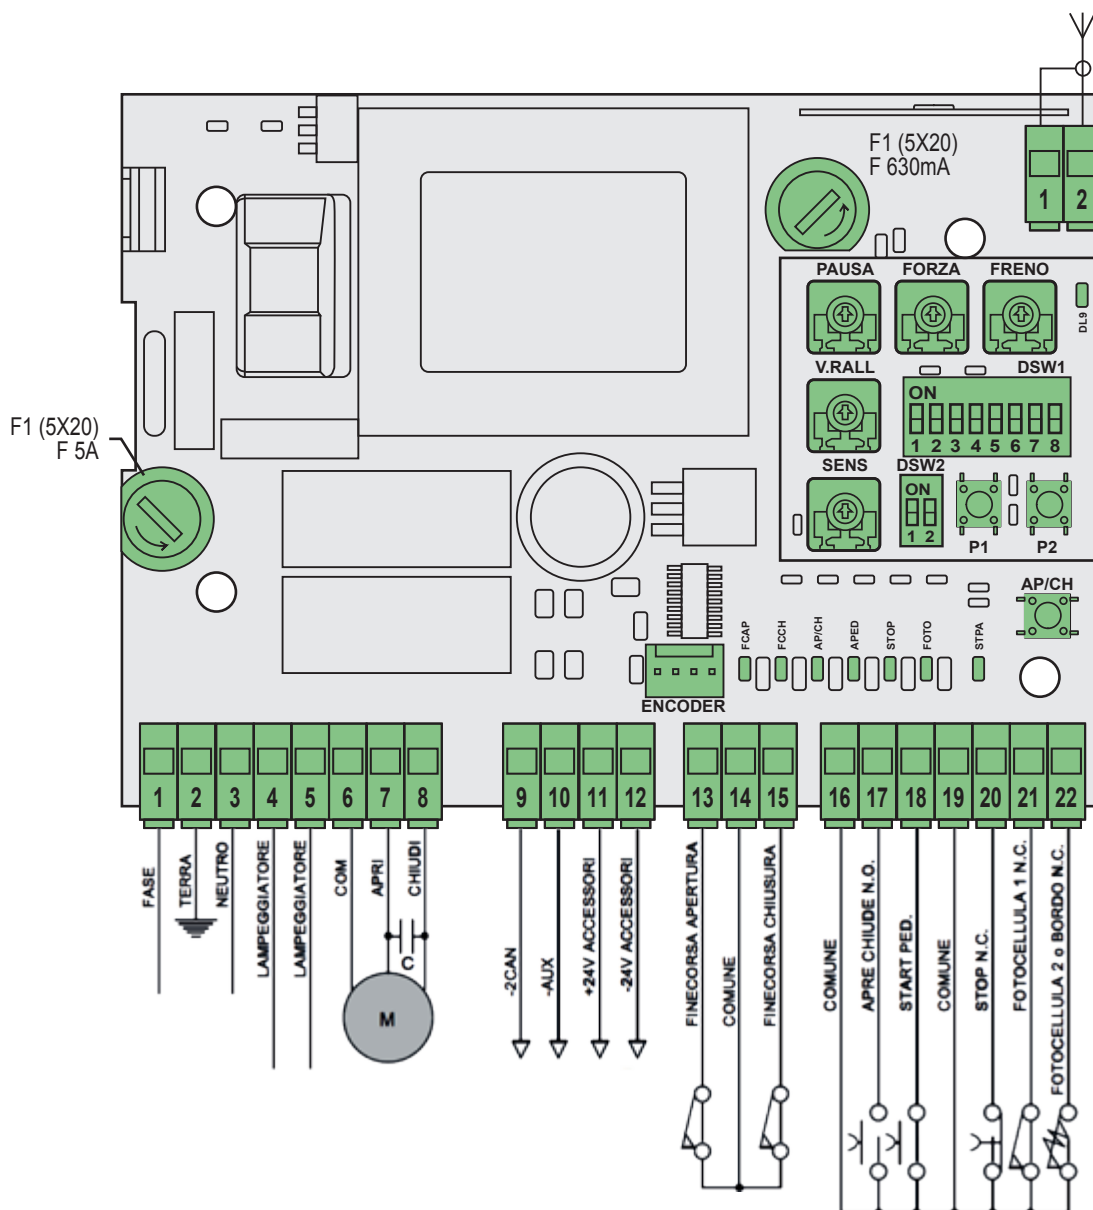 F1 (5X20)
F 630mA
1 2
PAUSA FORZA FRENO
DL9
V.RALL DSW1
ON
1 2 3 4 5 6 7 8
F1 (5X20)
F 5A
SENS DSW2
ON
1 2
P1 P2
AP/CH
FCAP FCCH AP/CH APED STOP FOTO STPA
ENCODER
1 2 3 4 5 6 7 8 9 10 11 12 13 14 15 16 17 18 19 20 21 22
FASE
TERRA
NEUTRO
LAMPEGGIATORE
LAMPEGGIATORE
COM
APRI
CHIUDI
C
M
-2CAN
-AUX
+24V ACCESSORI
-24V ACCESSORI
FINECORSA APERTURA
COMUNE
FINECORSA CHIUSURA
COMUNE
APRE CHIUDE N.O.
START PED.
COMUNE
STOP N.C.
FOTOCELLULA 1 N.C.
FOTOCELLULA 2 o BORDO N.C.